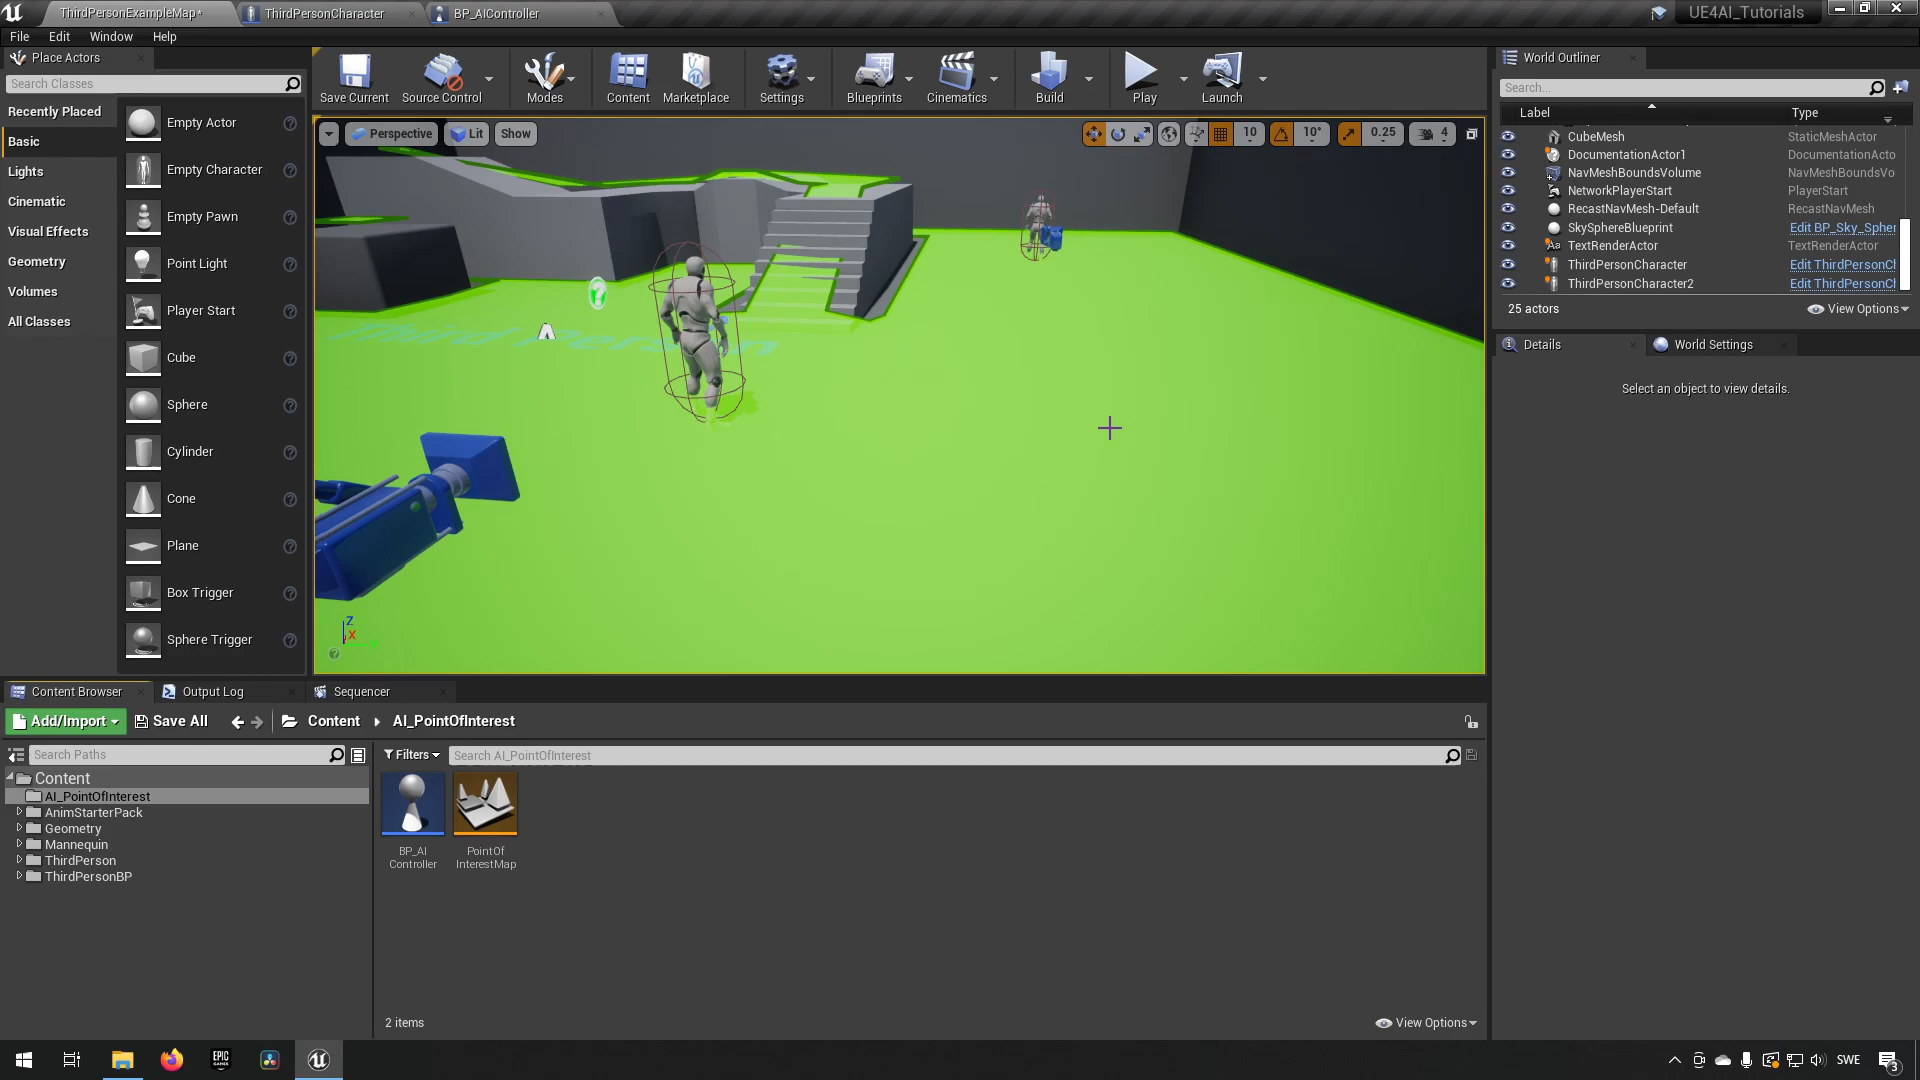 ThirdPersonExampleMap*
ThirdPersonCharacter
BP_AIController
UE4AI_Tutorials
File Edit Window Help
Place Actors
Search Classes
Recently Placed
Basic
Lights
Cinematic
Visual Effects
Geometry
Volumes
All Classes
Empty Actor
Empty Character
Empty Pawn
Point Light
Player Start
Cube
Sphere
Cylinder
Cone
Plane
Box Trigger
Sphere Trigger
Save Current
Source Control
Modes
Content
Marketplace
Settings
Blueprints
Cinematics
Build
Play
Launch
Perspective
Lit
Show
10
10°
0.25
4
Third Person
Z
X
World Outliner
Search...
Label Type
CubeMesh StaticMeshActor
DocumentationActor1 DocumentationActo
NavMeshBoundsVolume NavMeshBoundsVo
NetworkPlayerStart PlayerStart
RecastNavMesh-Default RecastNavMesh
SkySphereBlueprint Edit BP_Sky_Spher
TextRenderActor TextRenderActor
ThirdPersonCharacter Edit ThirdPersonCl
ThirdPersonCharacter2 Edit ThirdPersonCl
25 actors
View Options
Details
World Settings
Select an object to view details.
Content Browser
Output Log
Sequencer
Add/Import
Save All
Content
AI_PointOfInterest
Search Paths
Filters
Search AI_PointOfInterest
Content
AI_PointOfInterest
AnimStarterPack
Geometry
Mannequin
ThirdPerson
ThirdPersonBP
BP_AI
Controller
PointOf
InterestMap
2 items
View Options
EPIC
GAMES
SWE
3